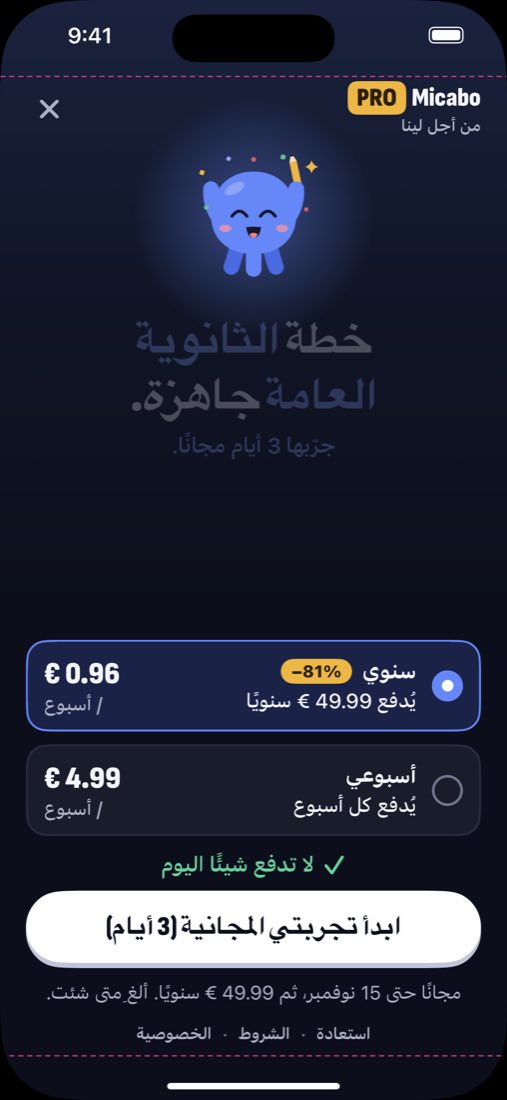 9:41
Micabo PRO
من أجل لينا
خطة الثانوية
العامة جاهزة.
جرّبها 3 أيام مجانًا.
سنوي −81%
يُدفع 49.99 € سنويًا
0.96 €
/ أسبوع
أسبوعي
يُدفع كل أسبوع
4.99 €
/ أسبوع
✓ لا تدفع شيئًا اليوم
ابدأ تجربتي المجانية (3 أيام)
مجانًا حتى 15 نوفمبر، ثم 49.99 € سنويًا. ألغِ متى شئت.
استعادة · الشروط · الخصوصية